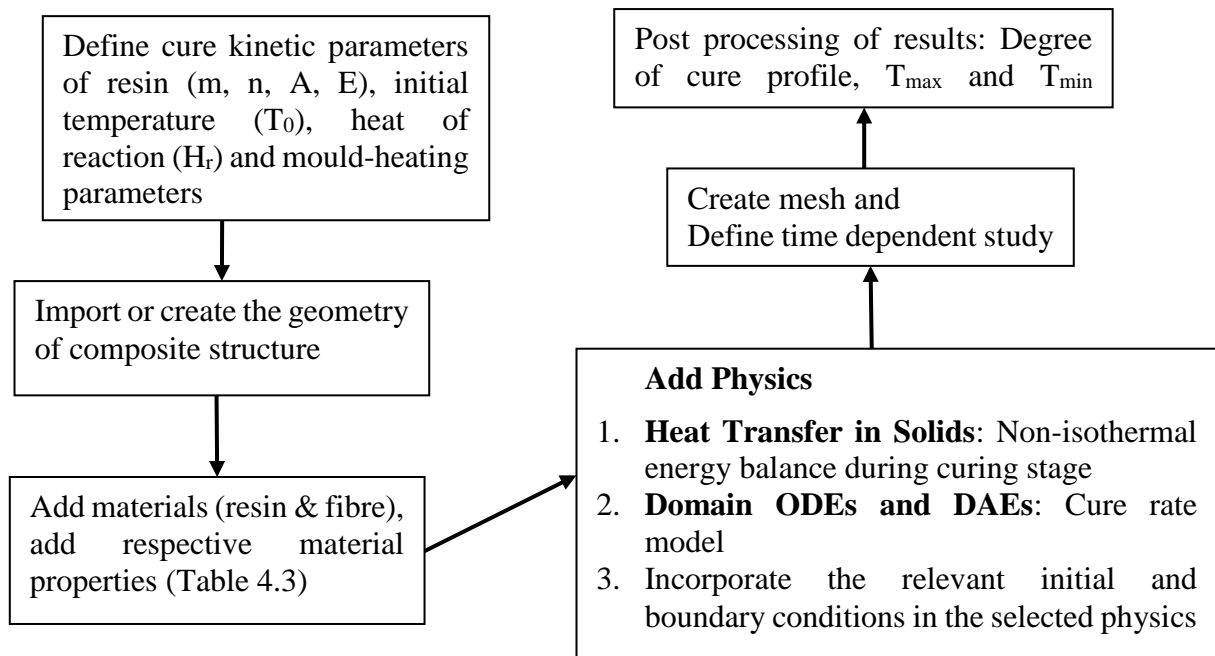 Define cure kinetic parameters
of resin (m, n, A, E), initial
temperature (T0), heat of
reaction (Hr) and mould-heating
parameters
Import or create the geometry
of composite structure
Add materials (resin & fibre),
add respective material
properties (Table 4.3)
Add Physics
1. Heat Transfer in Solids: Non-isothermal
energy balance during curing stage
2. Domain ODEs and DAEs: Cure rate
model
3. Incorporate the relevant initial and
boundary conditions in the selected physics
Create mesh and
Define time dependent study
Post processing of results: Degree
of cure profile, Tmax and Tmin